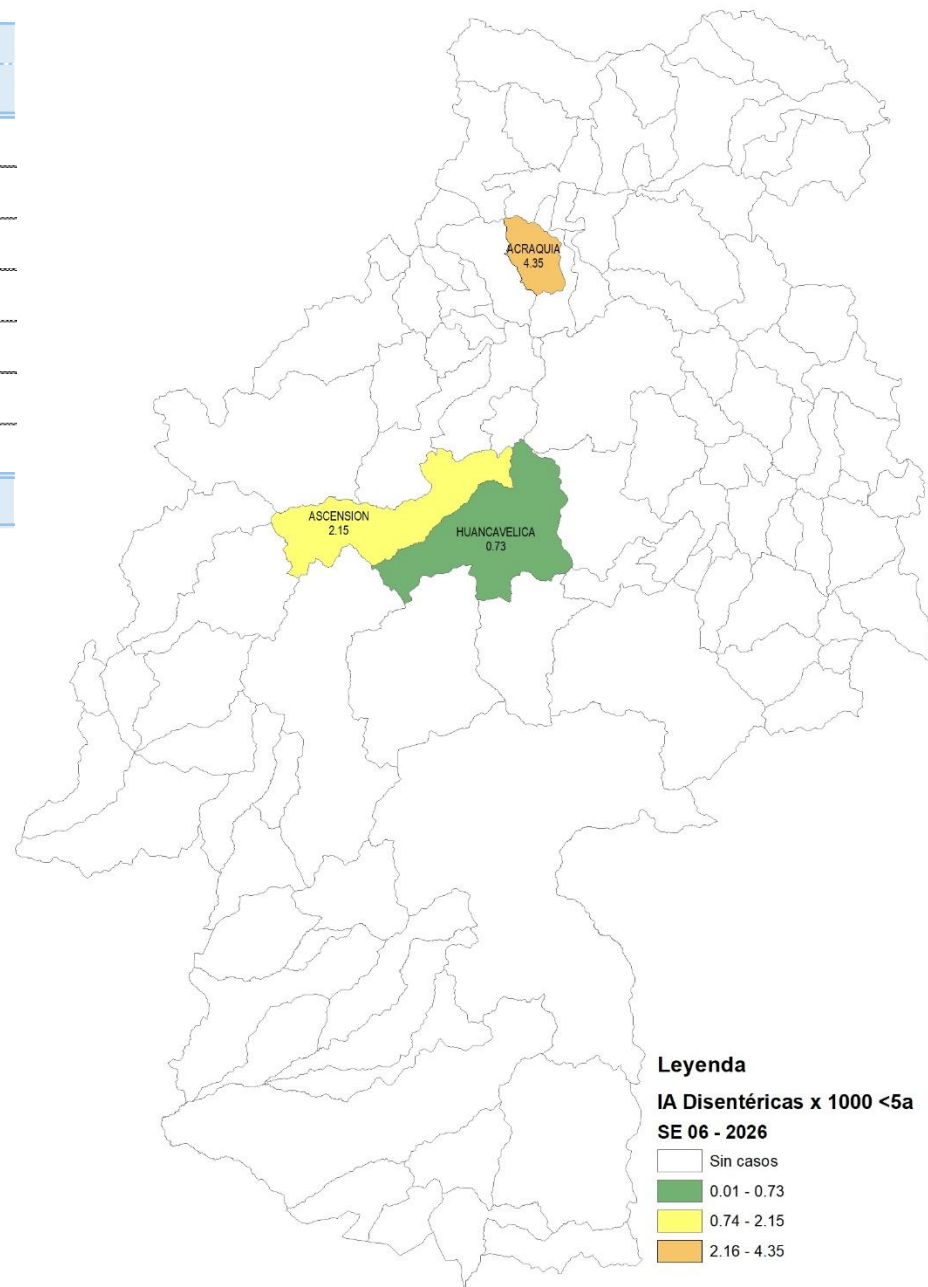 ACRAQUIA
4.35
ASCENSION
2.15
HUANCAVELICA
0.73
Leyenda
IA Disentéricas x 1000 <5a
SE 06 - 2026
Sin casos
0.01 - 0.73
0.74 - 2.15
2.16 - 4.35